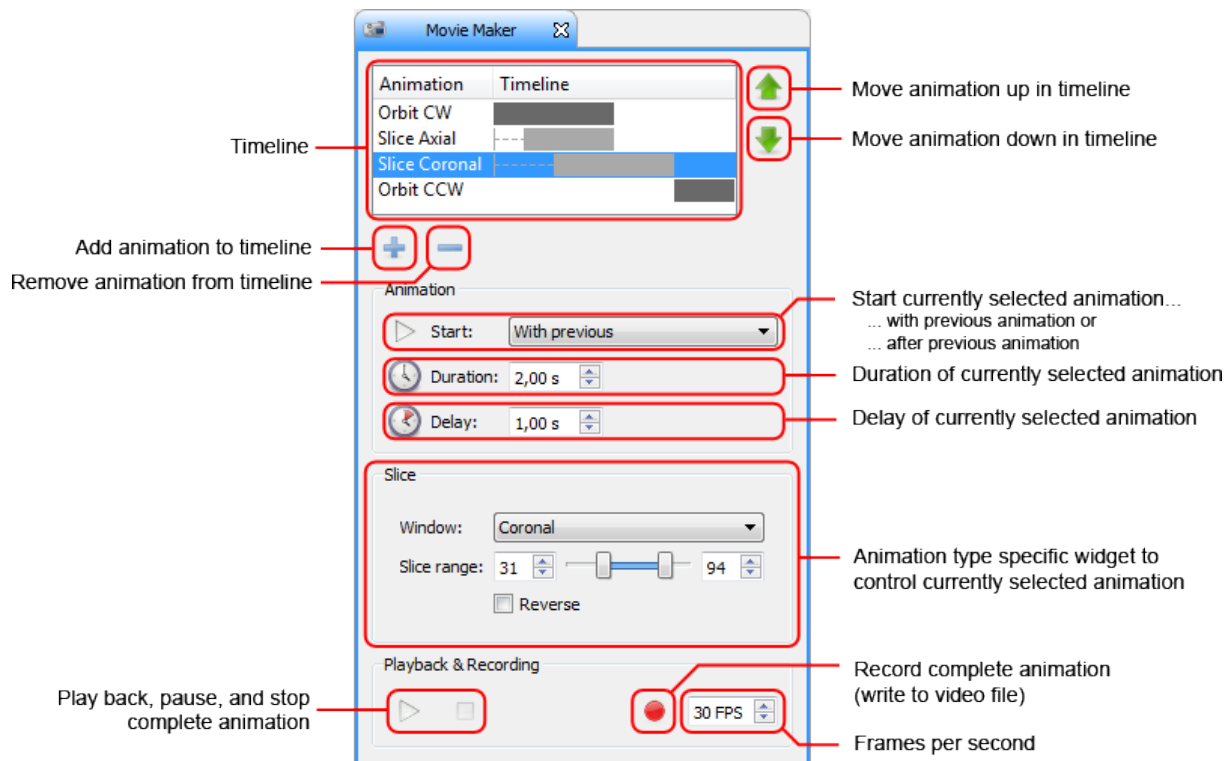 Movie Maker
Animation Timeline
Orbit CW
Slice Axial
Slice Coronal
Orbit CCW
Timeline
Move animation up in timeline
Move animation down in timeline
Add animation to timeline
Remove animation from timeline
Animation
Start: With previous
Start currently selected animation...
... with previous animation or
... after previous animation
Duration: 2,00 s
Duration of currently selected animation
Delay: 1,00 s
Delay of currently selected animation
Slice
Window: Coronal
Slice range: 31 94
Reverse
Animation type specific widget to
control currently selected animation
Playback & Recording
Play back, pause, and stop
complete animation
30 FPS
Record complete animation
(write to video file)
Frames per second